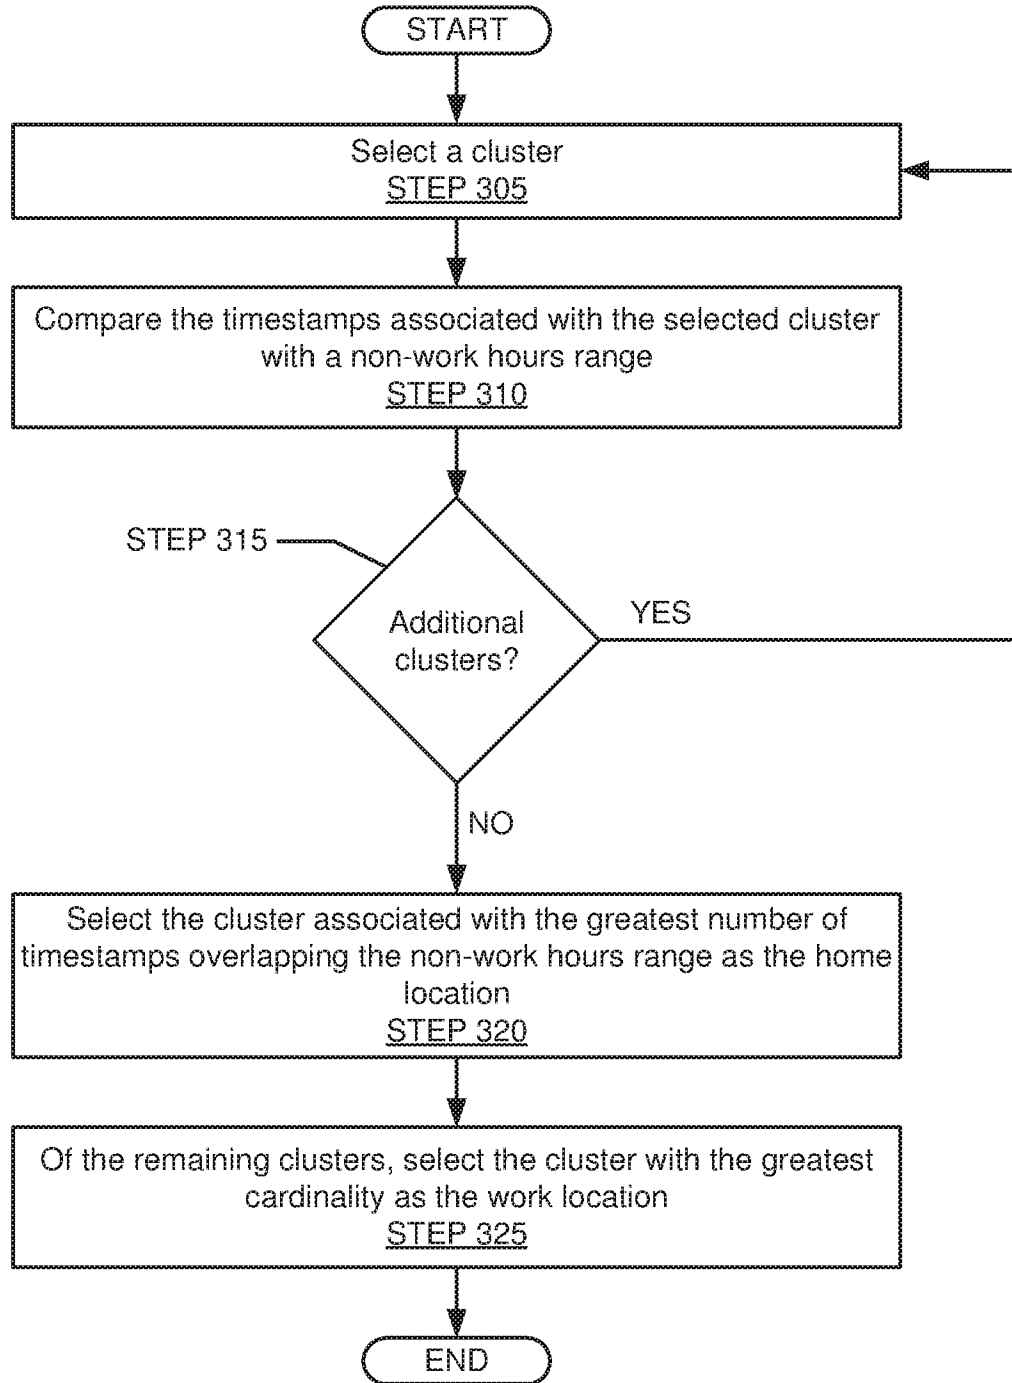 START
Select a cluster
STEP 305
Compare the timestamps associated with the selected cluster
with a non-work hours range
STEP 310
STEP 315
Additional
clusters?
YES
NO
Select the cluster associated with the greatest number of
timestamps overlapping the non-work hours range as the home
location
STEP 320
Of the remaining clusters, select the cluster with the greatest
cardinality as the work location
STEP 325
END